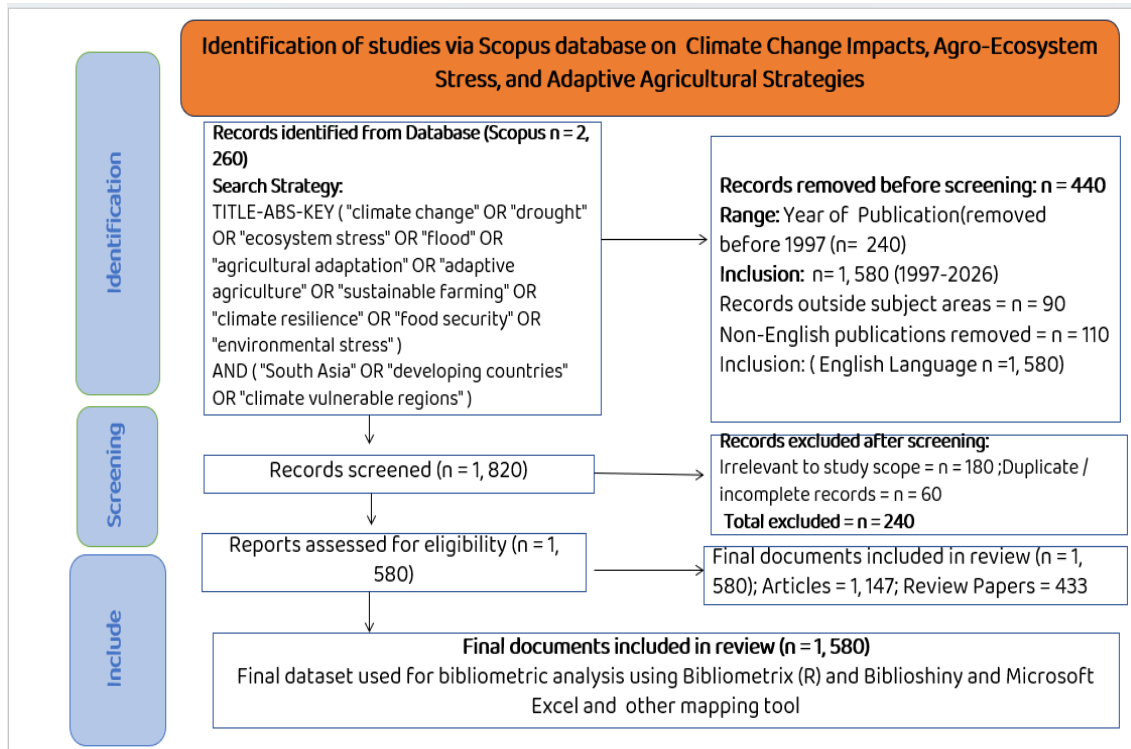 Identification of studies via Scopus database on Climate Change Impacts, Agro-Ecosystem
Stress, and Adaptive Agricultural Strategies
Identification
Records identified from Database (Scopus n = 2,
260)
Search Strategy:
TITLE-ABS-KEY ( "climate change" OR "drought"
OR "ecosystem stress" OR "flood" OR
"agricultural adaptation" OR "adaptive
agriculture" OR "sustainable farming" OR
"climate resilience" OR "food security" OR
"environmental stress" )
AND ( "South Asia" OR "developing countries"
OR "climate vulnerable regions" )
Records removed before screening: n = 440
Range: Year of Publication(removed
before 1997 (n= 240)
Inclusion: n= 1, 580 (1997-2026)
Records outside subject areas = n = 90
Non-English publications removed = n = 110
Inclusion: ( English Language n =1, 580)
Screening
Records screened (n = 1, 820)
Records excluded after screening:
Irrelevant to study scope = n = 180 ;Duplicate /
incomplete records = n = 60
Total excluded = n = 240
Reports assessed for eligibility (n = 1,
580)
Final documents included in review (n = 1,
580); Articles = 1, 147; Review Papers = 433
Include
Final documents included in review (n = 1, 580)
Final dataset used for bibliometric analysis using Bibliometrix (R) and Biblioshiny and Microsoft
Excel and other mapping tool